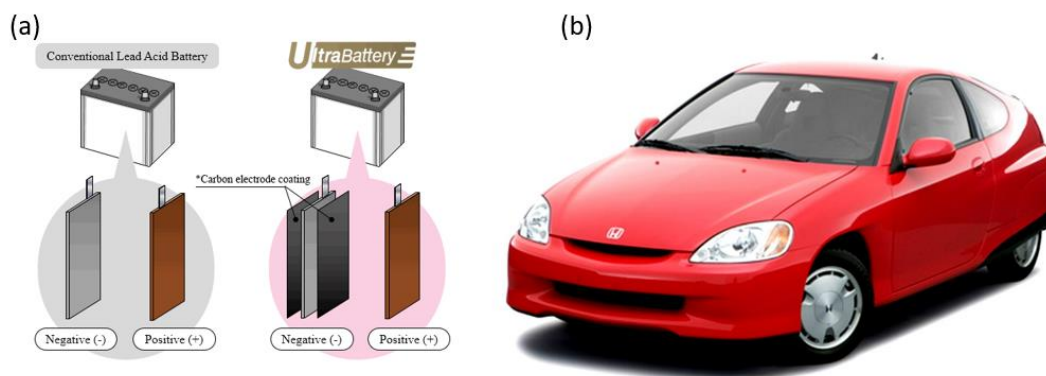 (a)
Conventional Lead Acid Battery
UltraBattery
*Carbon electrode coating
Negative (-)
Positive (+)
Negative (-)
Positive (+)
(b)